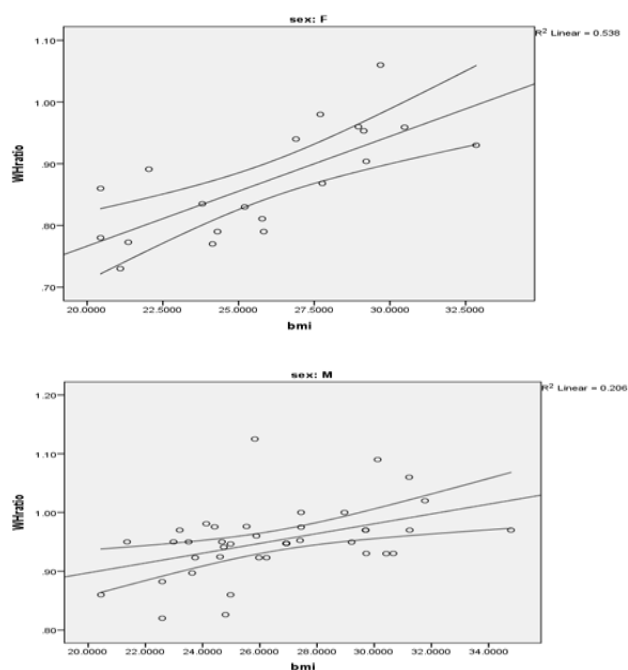 sex: F
R² Linear = 0.538
1.10
1.00
.90
.80
.70
WHratio
20.0000 22.5000 25.0000 27.5000 30.0000 32.5000
bmi
sex: M
R² Linear = 0.206
1.20
1.10
1.00
.90
.80
WHratio
20.0000 22.0000 24.0000 26.0000 28.0000 30.0000 32.0000 34.0000
bmi